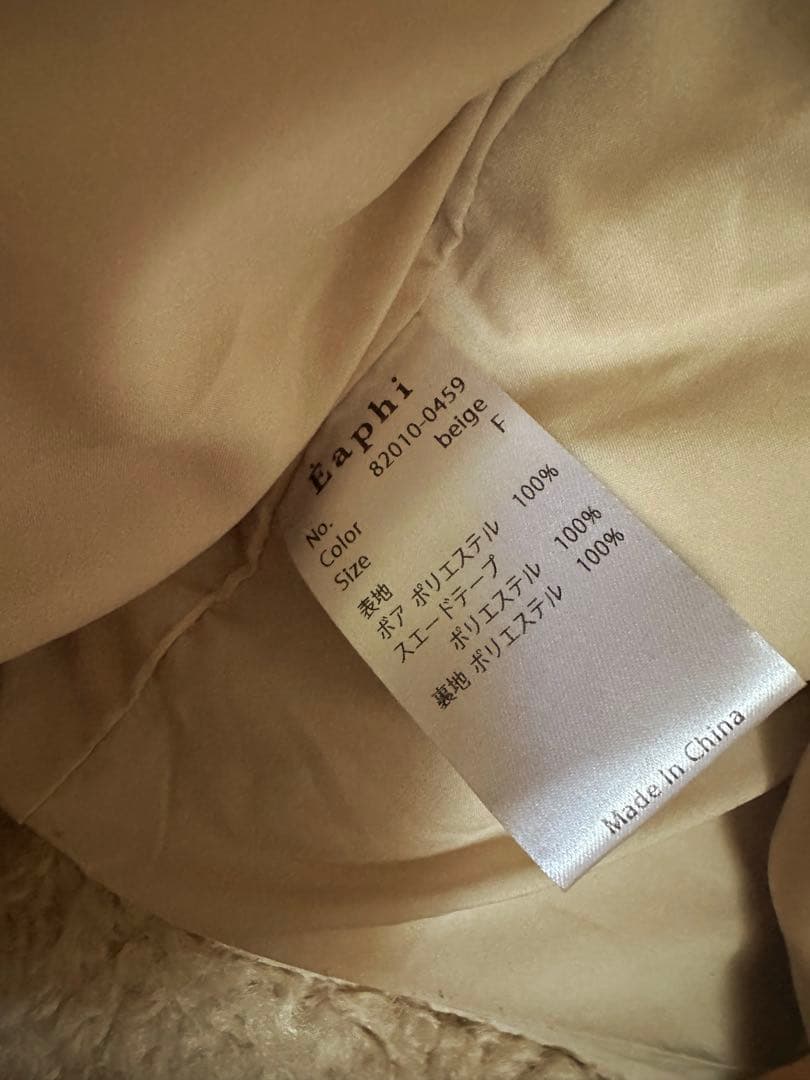 Éaphi
No. 82010-0459
Color beige
Size F
表地
ボア ポリエステル 100%
スエードテープ
ポリエステル 100%
裏地 ポリエステル 100%
Made In China